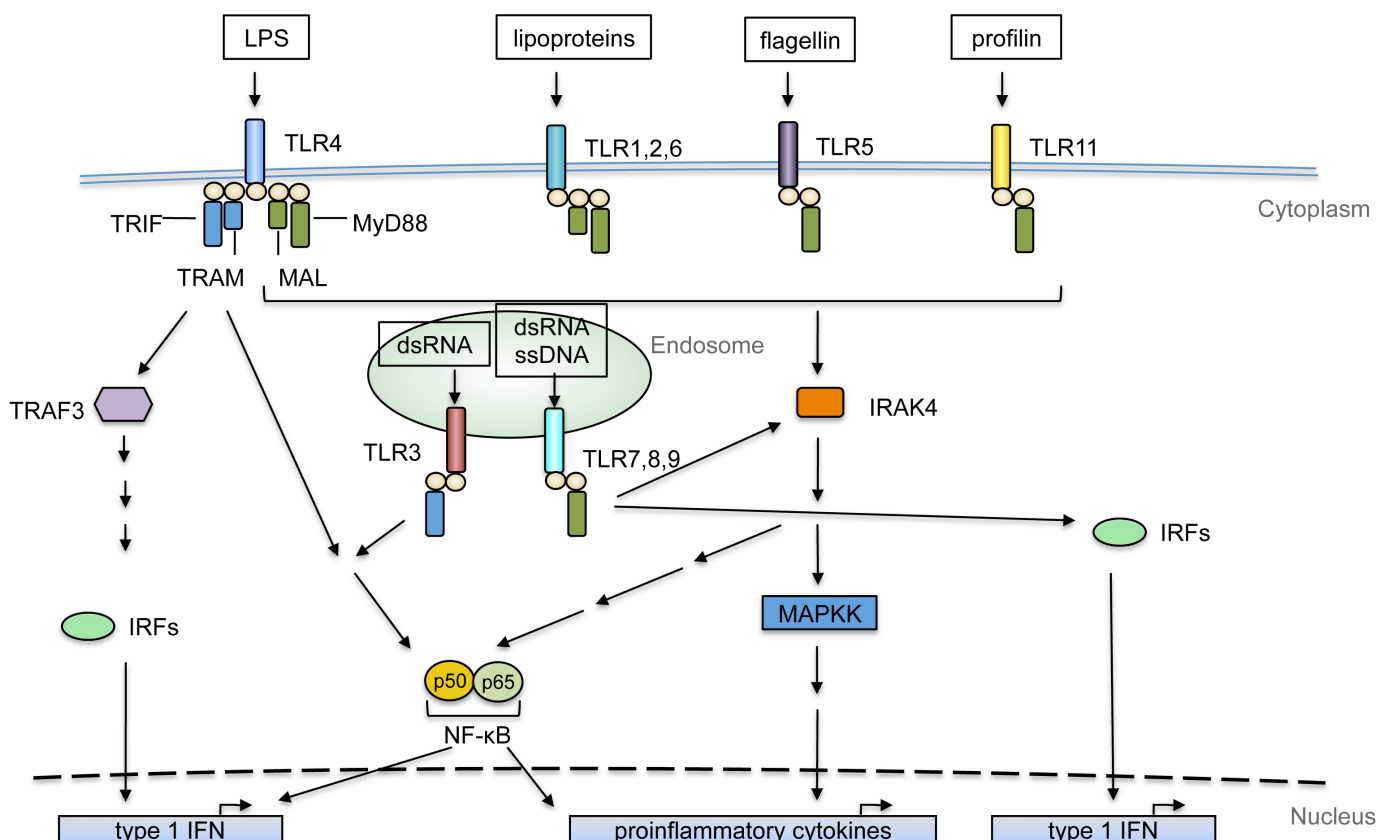 LPS
lipoproteins
flagellin
profilin
TLR4
TLR1,2,6
TLR5
TLR11
TRIF
MyD88
Cytoplasm
TRAM
MAL
dsRNA
dsRNA
ssDNA
Endosome
TRAF3
IRAK4
TLR3
TLR7,8,9
IRFs
IRFs
MAPKK
p50
p65
NF-κB
Nucleus
type 1 IFN
proinflammatory cytokines
type 1 IFN